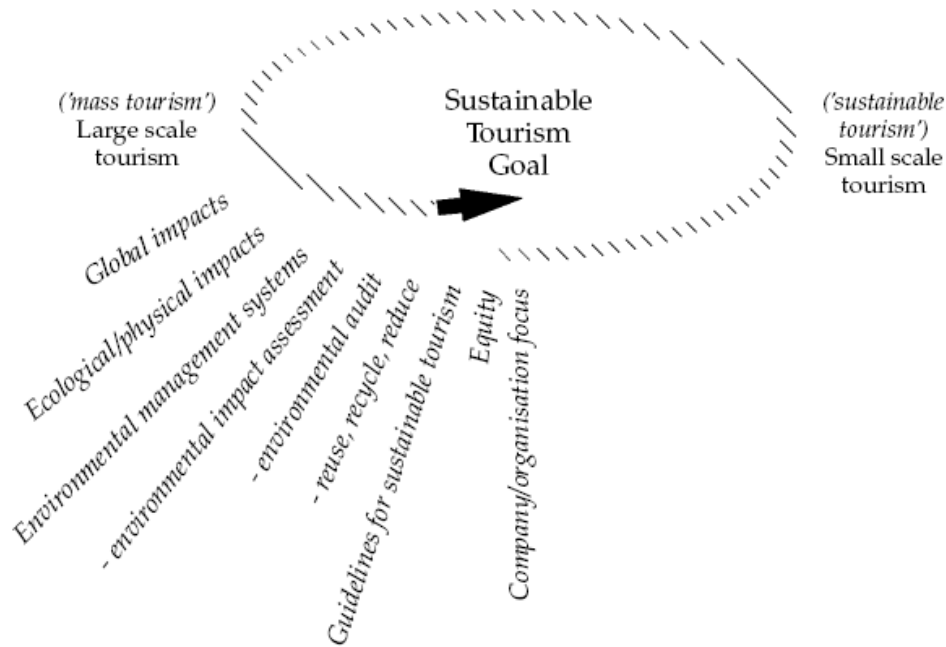 ('mass tourism')
Large scale
tourism
Sustainable
Tourism
Goal
('sustainable
tourism')
Small scale
tourism
Global impacts
Ecological/physical impacts
Environmental management systems
- environmental impact assessment
- environmental audit
- reuse, recycle, reduce
Guidelines for sustainable tourism
Equity
Company/organisation focus